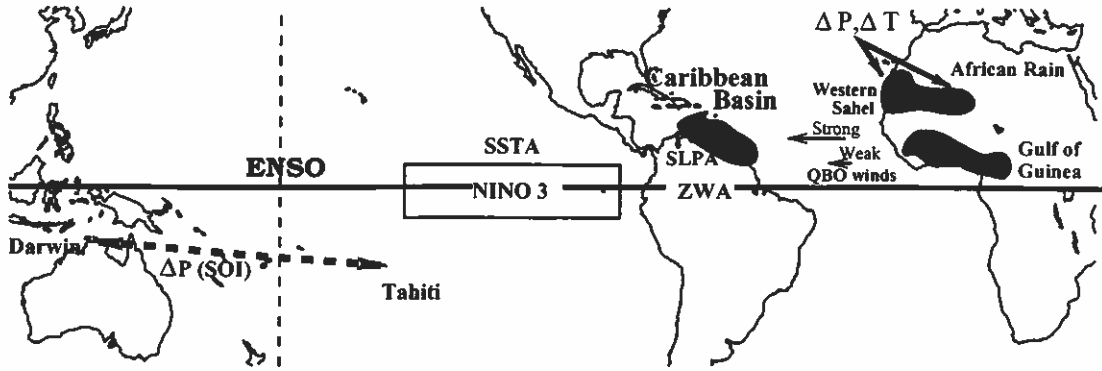 ΔP, ΔT
African Rain
Caribbean
Basin
Western
Sahel
Strong
SSTA
SLPA
Weak
Gulf of
Guinea
ENSO
QBO winds
NINO 3
ZWA
Darwin
ΔP (SOI)
Tahiti